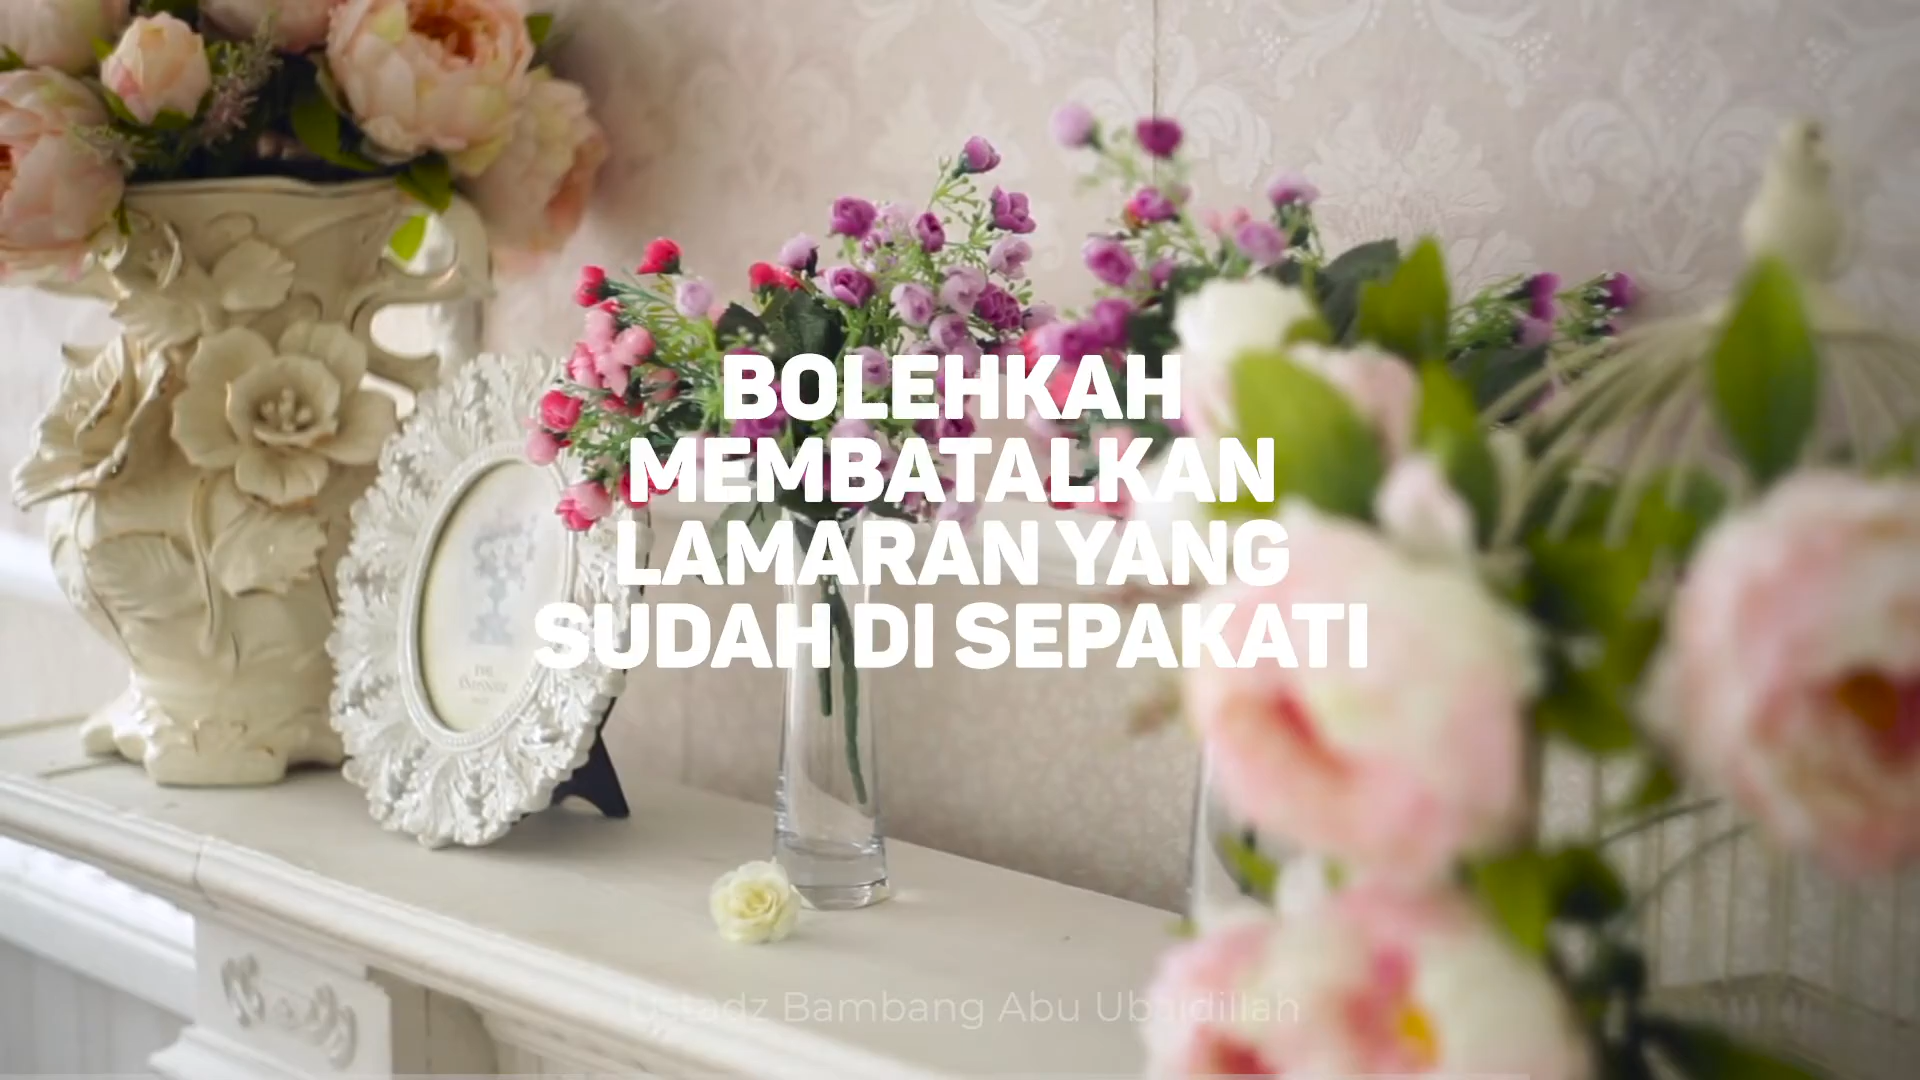 BOLEHKAH
MEMBATALKAN
LAMARAN YANG
SUDAH DI SEPAKATI
Ustadz Bambang Abu Ubaidillah